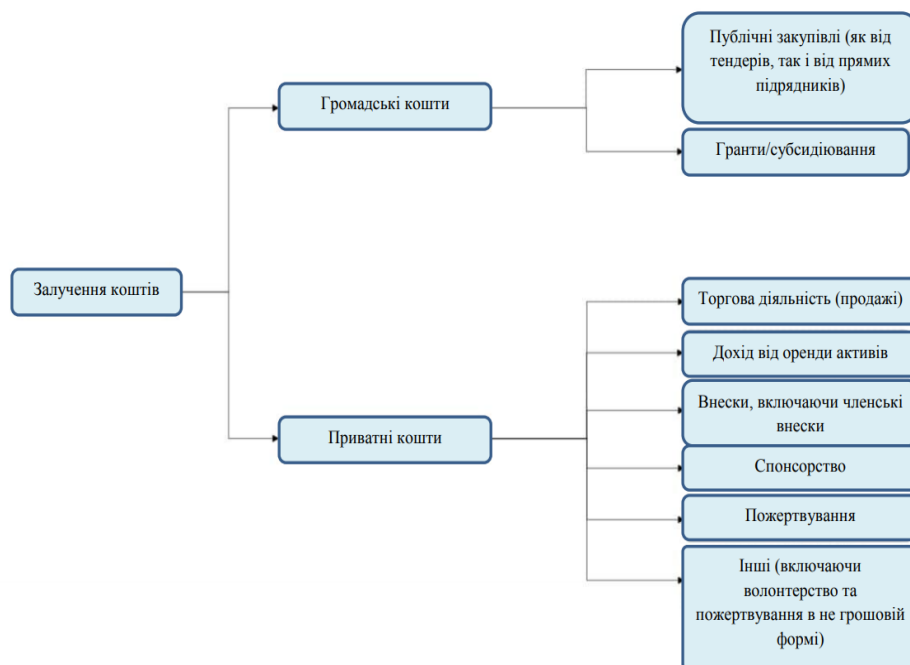 Публічні закупівлі (як від
тендерів, так і від прямих
підрядників)
Громадські кошти
Гранти/субсидіювання
Залучення коштів
Торгова діяльність (продажі)
Дохід від оренди активів
Внески, включаючи членські
внески
Приватні кошти
Спонсорство
Пожертвування
Інші (включаючи
волонтерство та
пожертвування в не грошовій
формі)